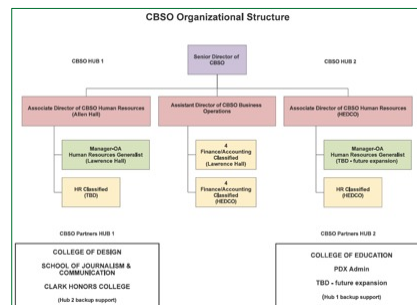 CBSO Organizational Structure
CBSO HUB 1
CBSO HUB 2
Senior Director of
CBSO
Associate Director of CBSO Human Resources
(Allen Hall)
Assistant Director of CBSO Business
Operations
Associate Director of CBSO Human Resources
(HEDCO)
Manager-OA
Human Resources Generalist
(Lawrence Hall)
4
Finance/Accounting
Classified
(Lawrence Hall)
Manager-OA
Human Resources Generalist
(TBD - future expansion)
HR Classified
(TBD)
4
Finance/Accounting
Classified
(HEDCO)
HR Classified
(HEDCO)
CBSO Partners HUB 1
CBSO Partners HUB 2
COLLEGE OF DESIGN
SCHOOL OF JOURNALISM &
COMMUNICATION
CLARK HONORS COLLEGE
(Hub 2 backup support)
COLLEGE OF EDUCATION
PDX Admin
TBD - future expansion
(Hub 1 backup support)